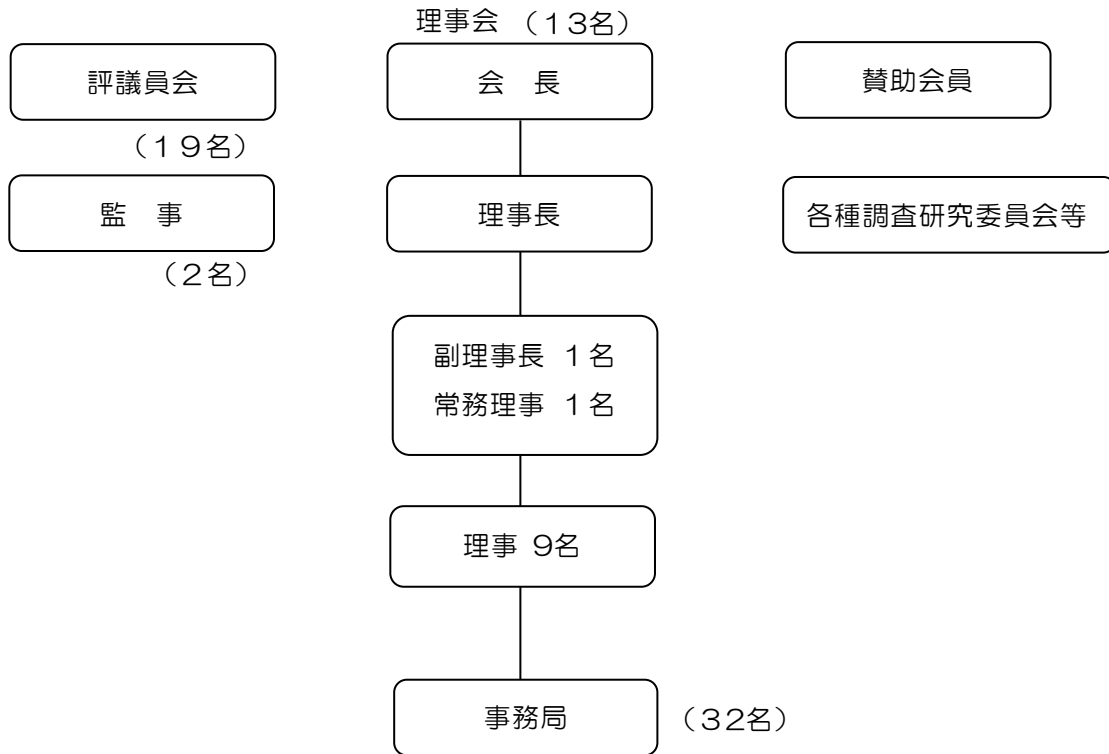 理事会 （13名）
評議員会
会　長
賛助会員
（19名）
監　事
理事長
各種調査研究委員会等
（2名）
副理事長 1名
常務理事 1名
理事 9名
事務局
（32名）